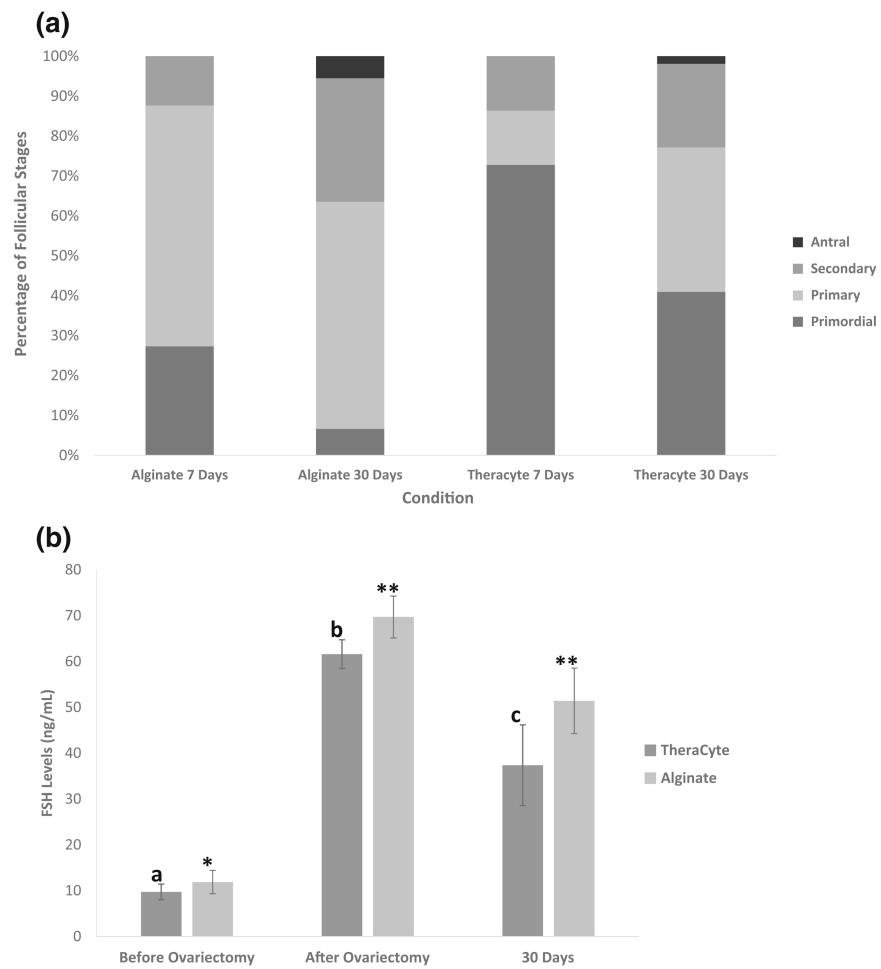 (a)
100%
90%
80%
70%
60%
50%
40%
30%
20%
10%
0%
Percentage of Follicular Stages
Alginate 7 Days
Alginate 30 Days
Theracyte 7 Days
Theracyte 30 Days
Condition
Antral
Secondary
Primary
Primordial
(b)
80
70
60
50
40
30
20
10
0
FSH Levels (ng/mL)
a
*
b
**
c
**
Before Ovariectomy
After Ovariectomy
30 Days
TheraCyte
Alginate